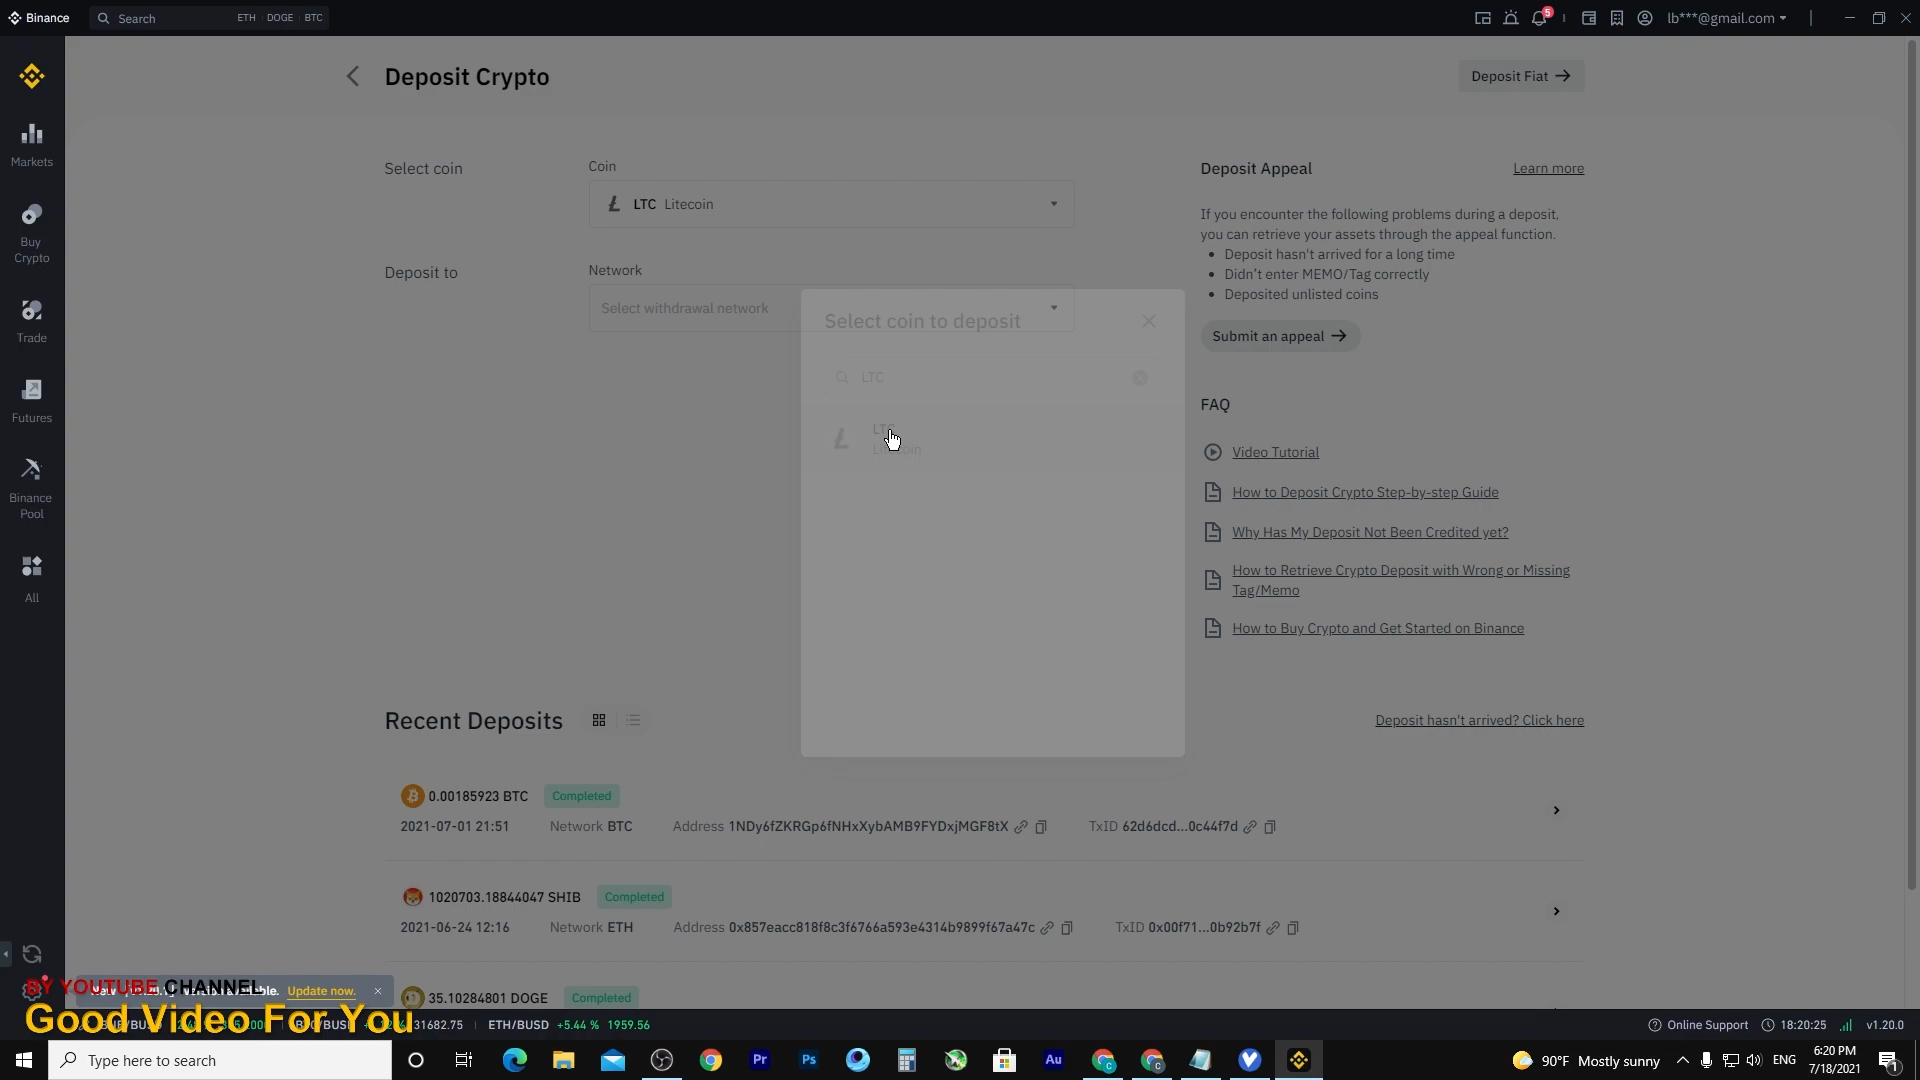 Binance
Search
ETH
DOGE
BTC
5
lb***@gmail.com
Deposit Crypto
Deposit Fiat
Markets
Buy
Crypto
Trade
Futures
Binance
Pool
All
Select coin
Coin
LTC Litecoin
Deposit to
Network
Select withdrawal network
Select coin to deposit
LTC
LTC
Litecoin
Deposit Appeal
Learn more
If you encounter the following problems during a deposit,
you can retrieve your assets through the appeal function.
Deposit hasn't arrived for a long time
Didn't enter MEMO/Tag correctly
Deposited unlisted coins
Submit an appeal
FAQ
Video Tutorial
How to Deposit Crypto Step-by-step Guide
Why Has My Deposit Not Been Credited yet?
How to Retrieve Crypto Deposit with Wrong or Missing
Tag/Memo
How to Buy Crypto and Get Started on Binance
Recent Deposits
Deposit hasn't arrived? Click here
0.00185923 BTC Completed
2021-07-01 21:51 Network BTC Address 1NDy6fZKRGp6fNHxXybAMB9FYDxjMGF8tX TxID 62d6dcd...0c44f7d
1020703.18844047 SHIB Completed
2021-06-24 12:16 Network ETH Address 0x857eacc818f8c3f6766a593e4314b9899f67a47c TxID 0x00f71...0b92b7f
35.10284801 DOGE Completed
Update now.
BY YOUTUBE CHANNEL
Good Video For You
31682.75
ETH/BUSD +5.44 % 1959.56
Online Support
18:20:25
v1.20.0
Type here to search
Pr
Ps
Au
90°F Mostly sunny
ENG
6:20 PM
7/18/2021
1